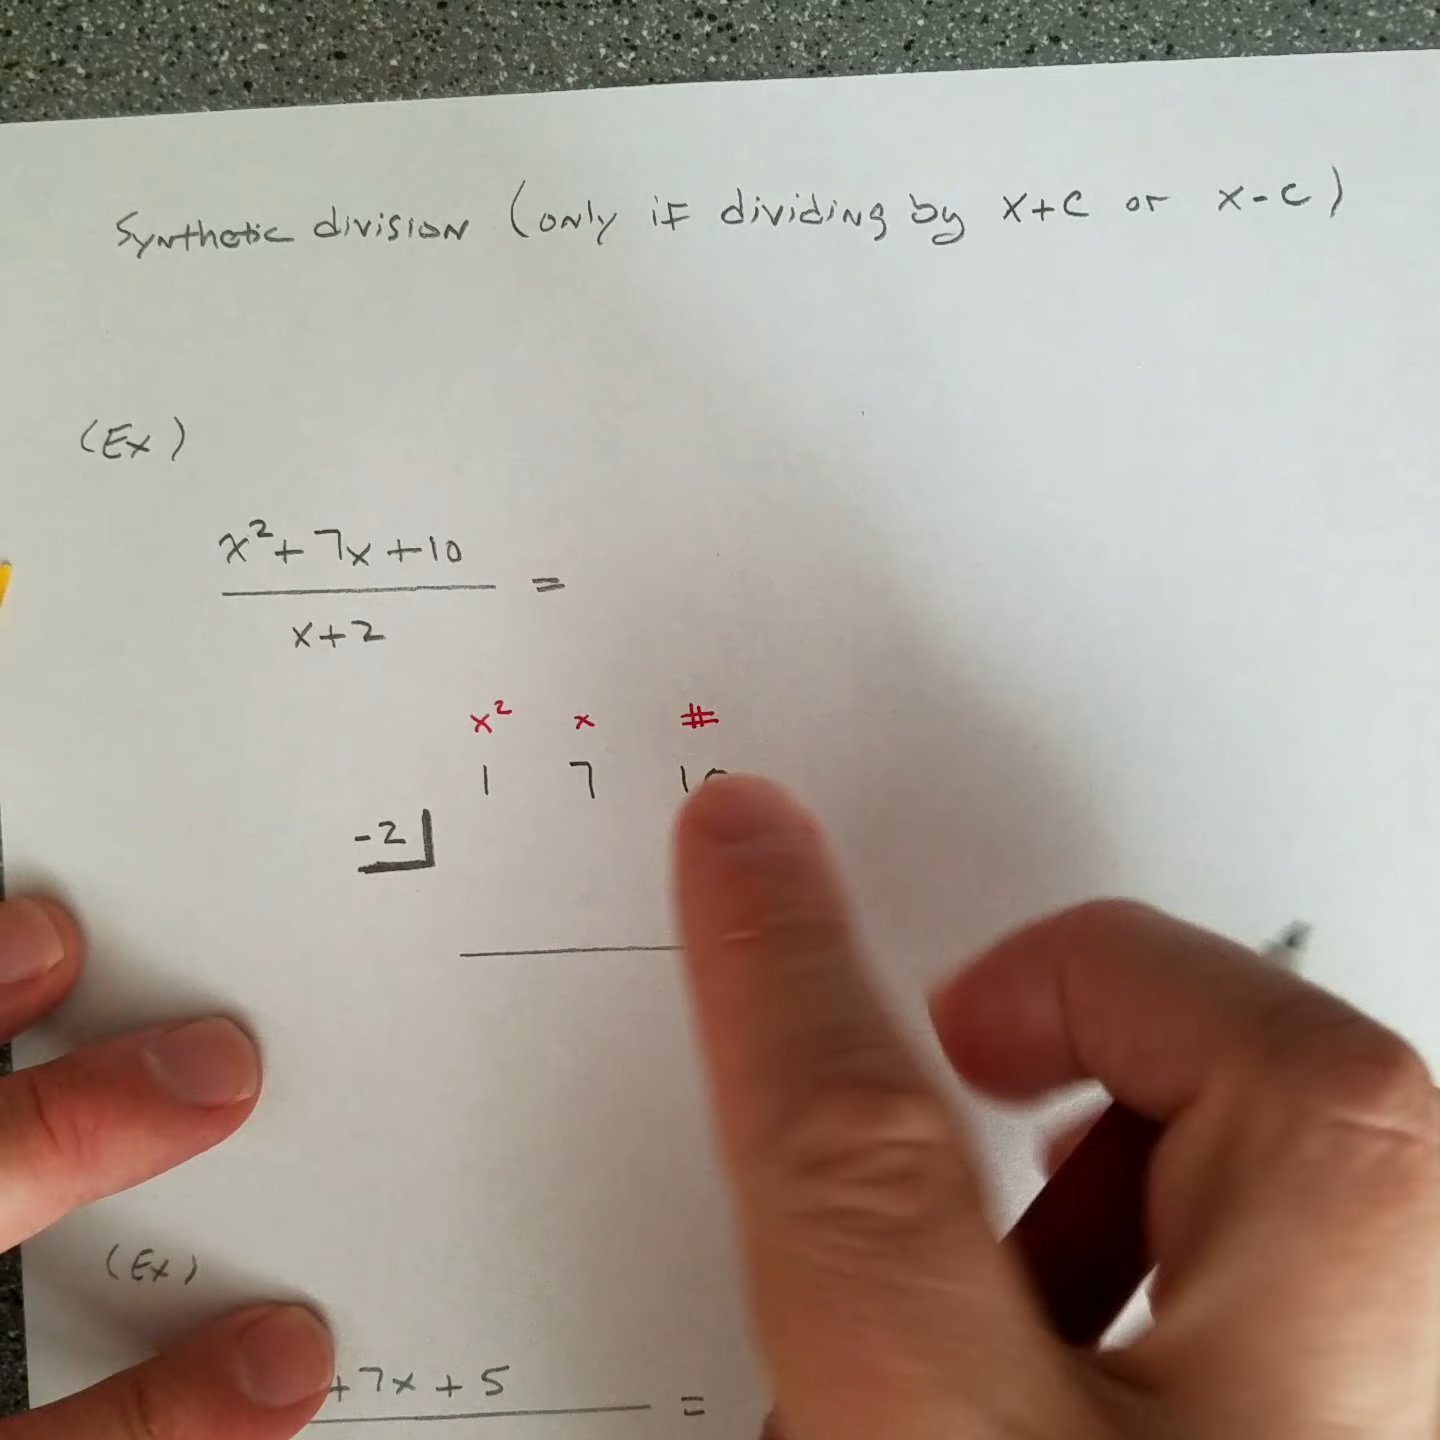 Synthetic division (only if dividing by x+c or x-c)
(Ex)
x²+7x+10
=
x+2
x² x #
1 7 10
-2
(Ex)
+7x+5
=